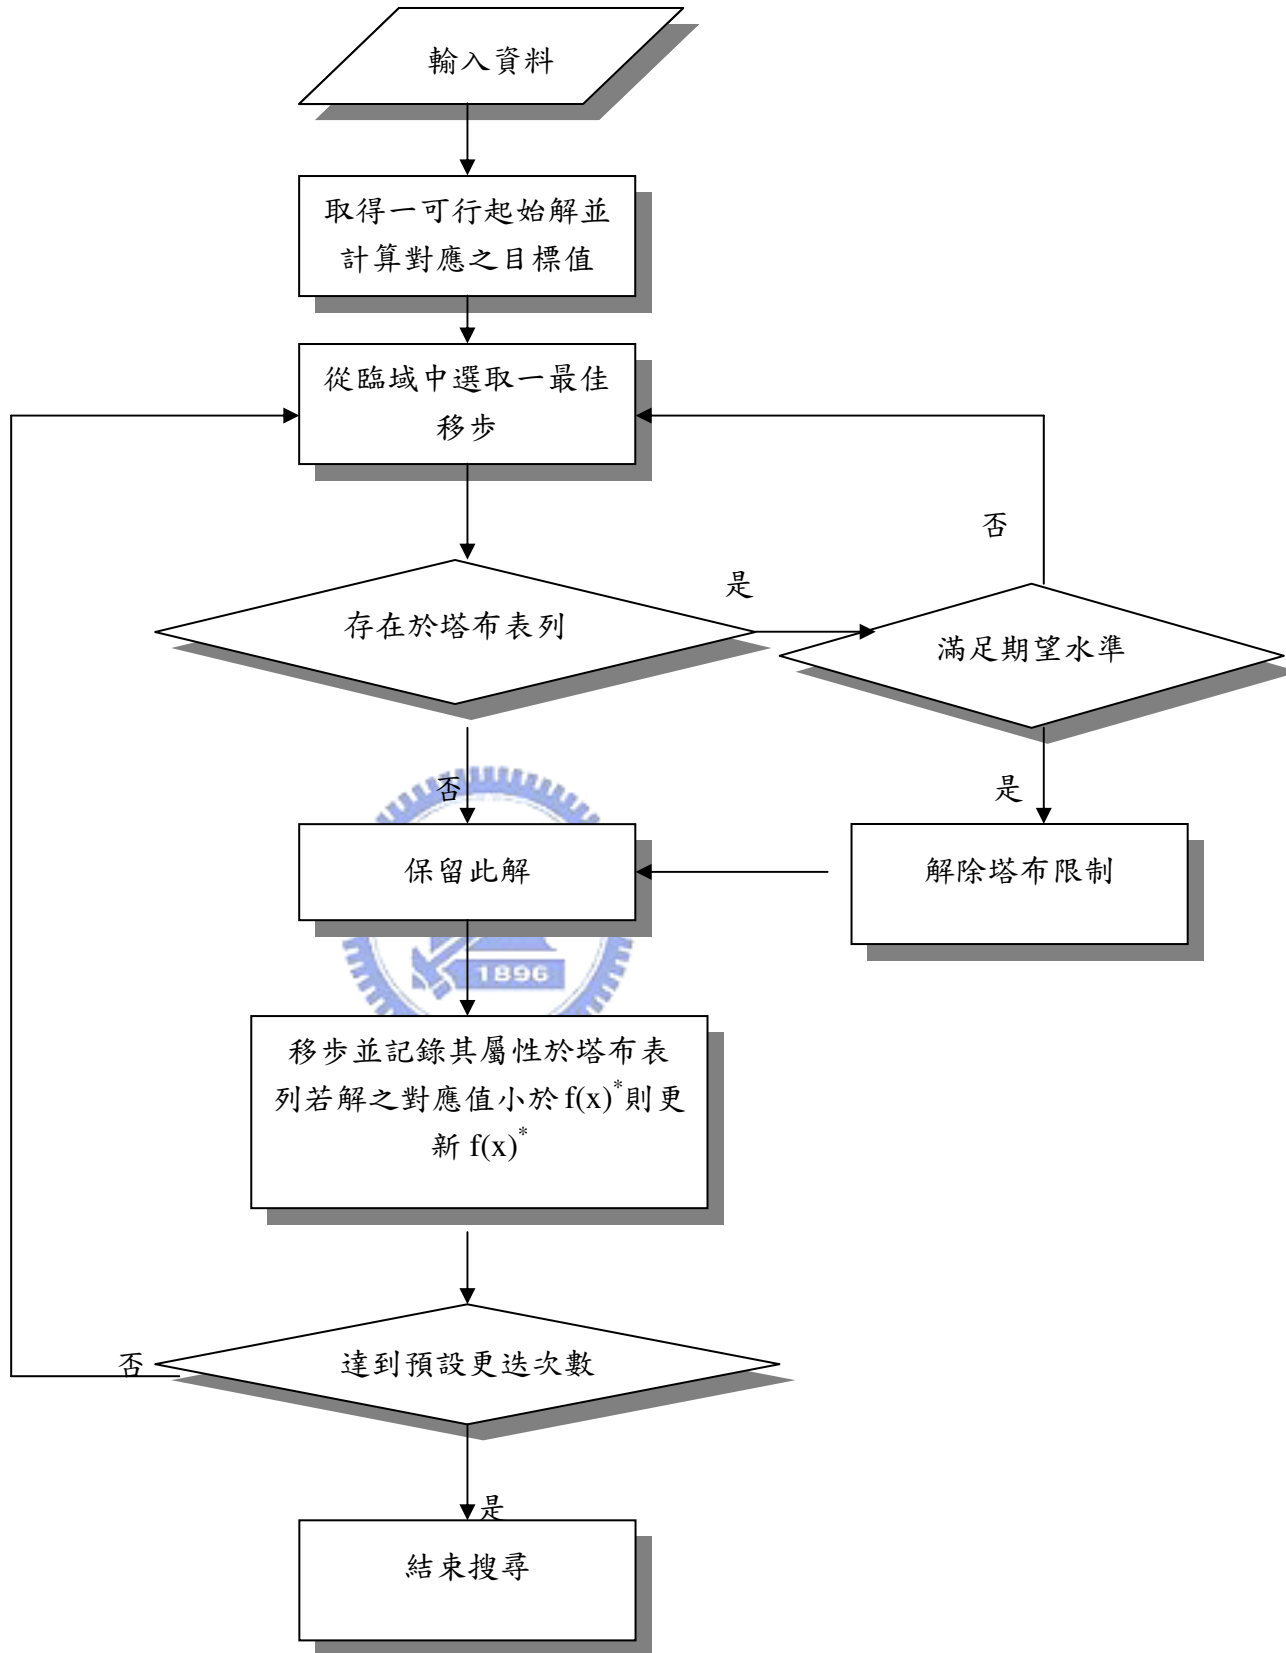 輸入資料
取得一可行起始解並
計算對應之目標值
從臨域中選取一最佳
移步
否
是
存在於塔布表列
滿足期望水準
否
是
保留此解
解除塔布限制
1896
移步並記錄其屬性於塔布表
列若解之對應值小於 f(x)*則更
新 f(x)*
否
達到預設更迭次數
是
結束搜尋